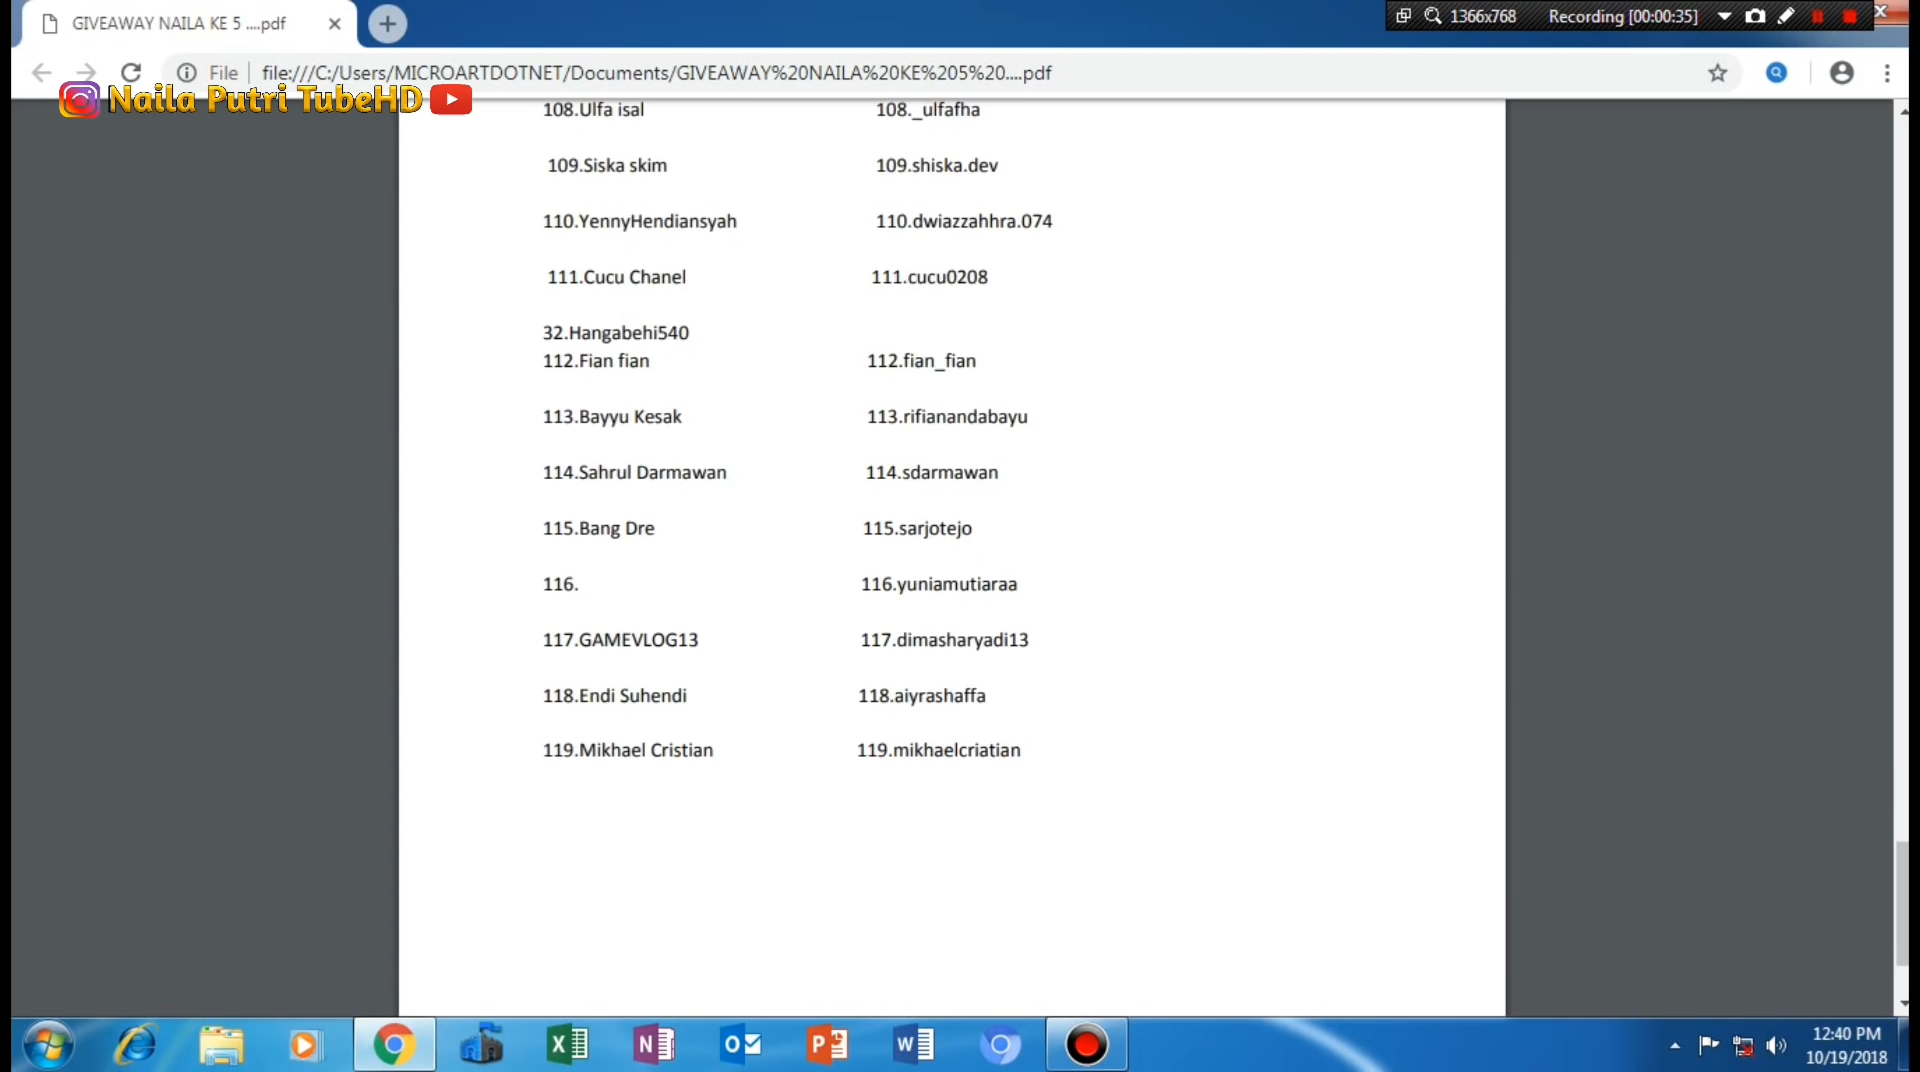 GIVEAWAY NAILA KE 5 ....pdf
1366x768 Recording [00:00:35]
File file:///C:/Users/MICROARTDOTNET/Documents/GIVEAWAY%20NAILA%20KE%205%20....pdf
Naila Putri TubeHD
108.Ulfa isal 108._ulfafha
109.Siska skim 109.shiska.dev
110.YennyHendiansyah 110.dwiazzahhra.074
111.Cucu Chanel 111.cucu0208
32.Hangabehi540
112.Fian fian 112.fian_fian
113.Bayyu Kesak 113.rifianandabayu
114.Sahrul Darmawan 114.sdarmawan
115.Bang Dre 115.sarjotejo
116. 116.yuniamutiaraa
117.GAMEVLOG13 117.dimasharyadi13
118.Endi Suhendi 118.aiyrashaffa
119.Mikhael Cristian 119.mikhaelcriatian
12:40 PM
10/19/2018